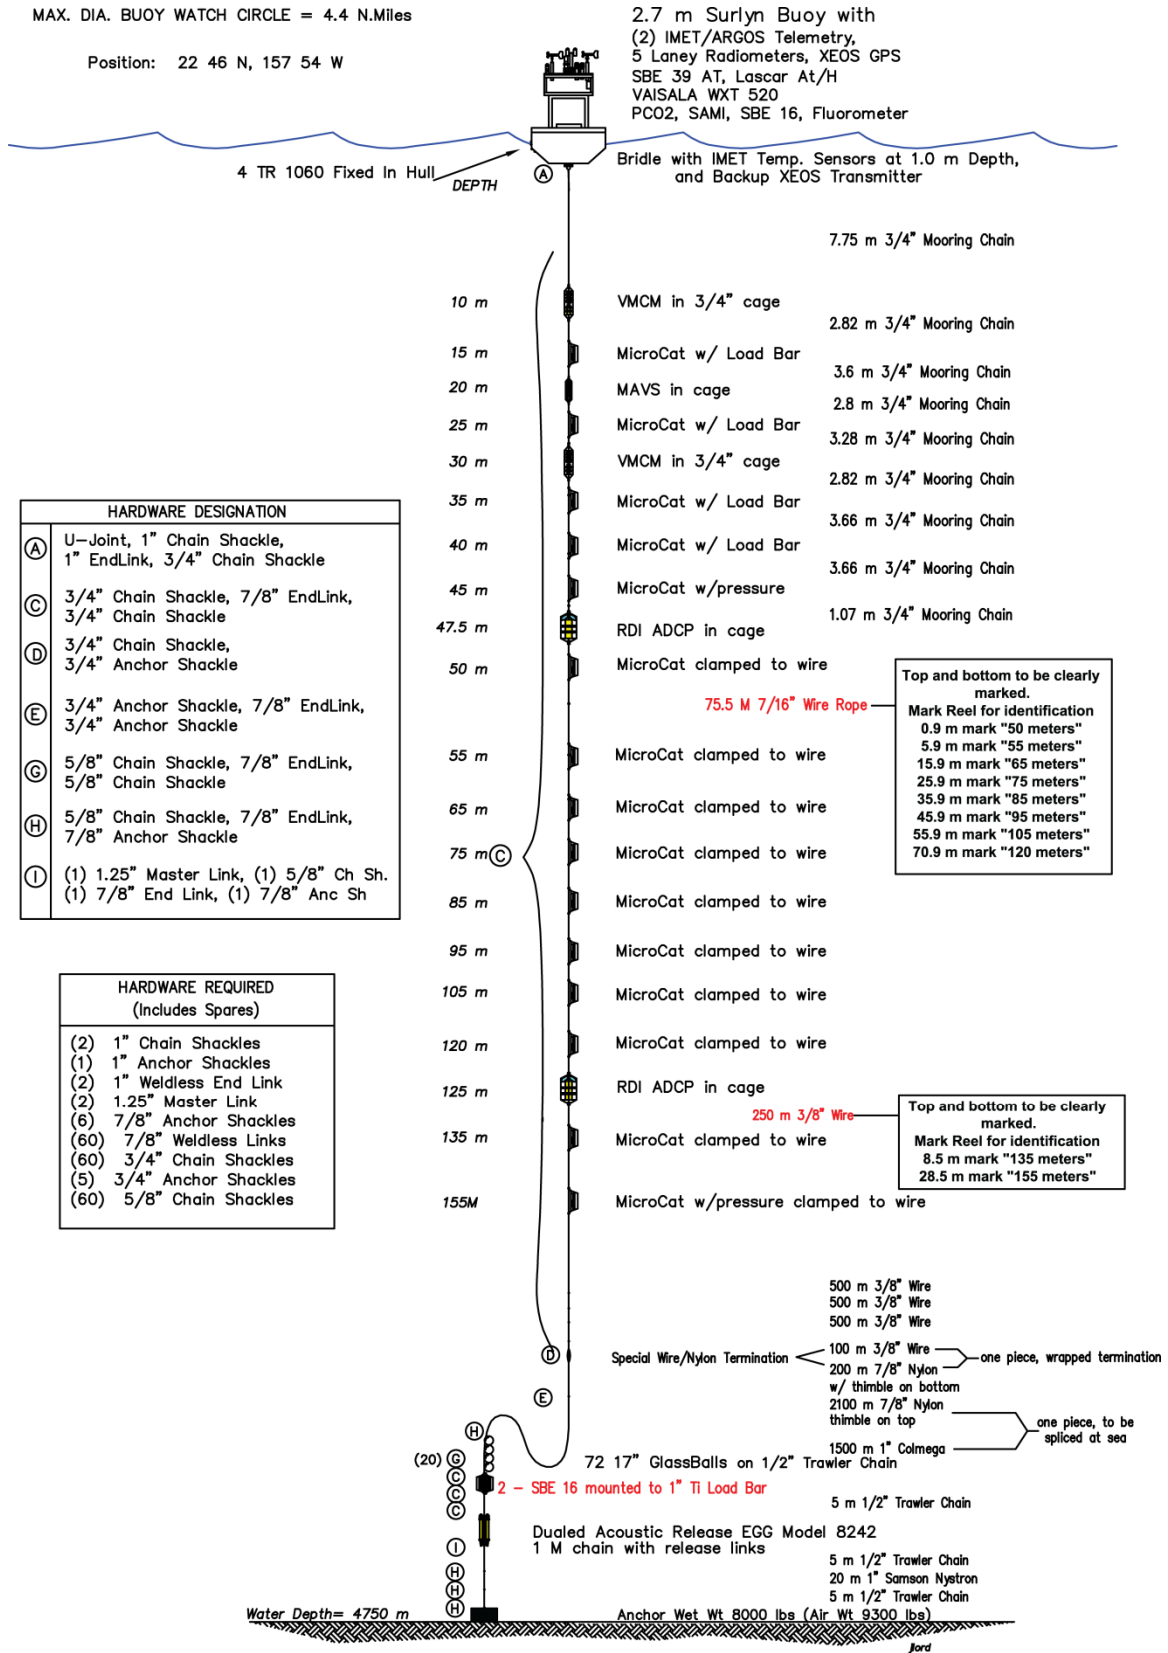 MAX. DIA. BUOY WATCH CIRCLE = 4.4 N.Miles
Position: 22 46 N, 157 54 W
2.7 m Surlyn Buoy with
(2) IMET/ARGOS Telemetry,
5 Laney Radiometers, XEOS GPS
SBE 39 AT, Lascar At/H
VAISALA WXT 520
PCO2, SAMI, SBE 16, Fluorometer
4 TR 1060 Fixed In Hull
DEPTH
A
Bridle with IMET Temp. Sensors at 1.0 m Depth,
and Backup XEOS Transmitter
7.75 m 3/4" Mooring Chain
10 m VMCM in 3/4" cage
2.82 m 3/4" Mooring Chain
15 m MicroCat w/ Load Bar
3.6 m 3/4" Mooring Chain
20 m MAVS in cage
2.8 m 3/4" Mooring Chain
25 m MicroCat w/ Load Bar
3.28 m 3/4" Mooring Chain
30 m VMCM in 3/4" cage
2.82 m 3/4" Mooring Chain
35 m MicroCat w/ Load Bar
3.66 m 3/4" Mooring Chain
40 m MicroCat w/ Load Bar
3.66 m 3/4" Mooring Chain
45 m MicroCat w/pressure
1.07 m 3/4" Mooring Chain
47.5 m RDI ADCP in cage
50 m MicroCat clamped to wire
75.5 M 7/16" Wire Rope
Top and bottom to be clearly
marked.
Mark Reel for identification
0.9 m mark "50 meters"
5.9 m mark "55 meters"
15.9 m mark "65 meters"
25.9 m mark "75 meters"
35.9 m mark "85 meters"
45.9 m mark "95 meters"
55.9 m mark "105 meters"
70.9 m mark "120 meters"
55 m MicroCat clamped to wire
65 m MicroCat clamped to wire
75 m C MicroCat clamped to wire
85 m MicroCat clamped to wire
95 m MicroCat clamped to wire
105 m MicroCat clamped to wire
120 m MicroCat clamped to wire
125 m RDI ADCP in cage
250 m 3/8" Wire
Top and bottom to be clearly
marked.
Mark Reel for identification
8.5 m mark "135 meters"
28.5 m mark "155 meters"
135 m MicroCat clamped to wire
155M MicroCat w/pressure clamped to wire
HARDWARE DESIGNATION
A U-Joint, 1" Chain Shackle,
1" EndLink, 3/4" Chain Shackle
C 3/4" Chain Shackle, 7/8" EndLink,
3/4" Chain Shackle
D 3/4" Chain Shackle,
3/4" Anchor Shackle
E 3/4" Anchor Shackle, 7/8" EndLink,
3/4" Anchor Shackle
G 5/8" Chain Shackle, 7/8" EndLink,
5/8" Chain Shackle
H 5/8" Chain Shackle, 7/8" EndLink,
7/8" Anchor Shackle
I (1) 1.25" Master Link, (1) 5/8" Ch Sh.
(1) 7/8" End Link, (1) 7/8" Anc Sh
HARDWARE REQUIRED
(Includes Spares)
(2) 1" Chain Shackles
(1) 1" Anchor Shackles
(2) 1" Weldless End Link
(2) 1.25" Master Link
(6) 7/8" Anchor Shackles
(60) 7/8" Weldless Links
(60) 3/4" Chain Shackles
(5) 3/4" Anchor Shackles
(60) 5/8" Chain Shackles
500 m 3/8" Wire
500 m 3/8" Wire
500 m 3/8" Wire
D
Special Wire/Nylon Termination
100 m 3/8" Wire
200 m 7/8" Nylon
w/ thimble on bottom
one piece, wrapped termination
E
2100 m 7/8" Nylon
thimble on top
1500 m 1" Colmega
one piece, to be
spliced at sea
H
(20) G
72 17" GlassBalls on 1/2" Trawler Chain
C
C
C
2 - SBE 16 mounted to 1" Ti Load Bar
5 m 1/2" Trawler Chain
Dualed Acoustic Release EGG Model 8242
1 M chain with release links
I
5 m 1/2" Trawler Chain
H
20 m 1" Samson Nystron
H
5 m 1/2" Trawler Chain
H
Water Depth= 4750 m
Anchor Wet Wt 8000 lbs (Air Wt 9300 lbs)
jlord